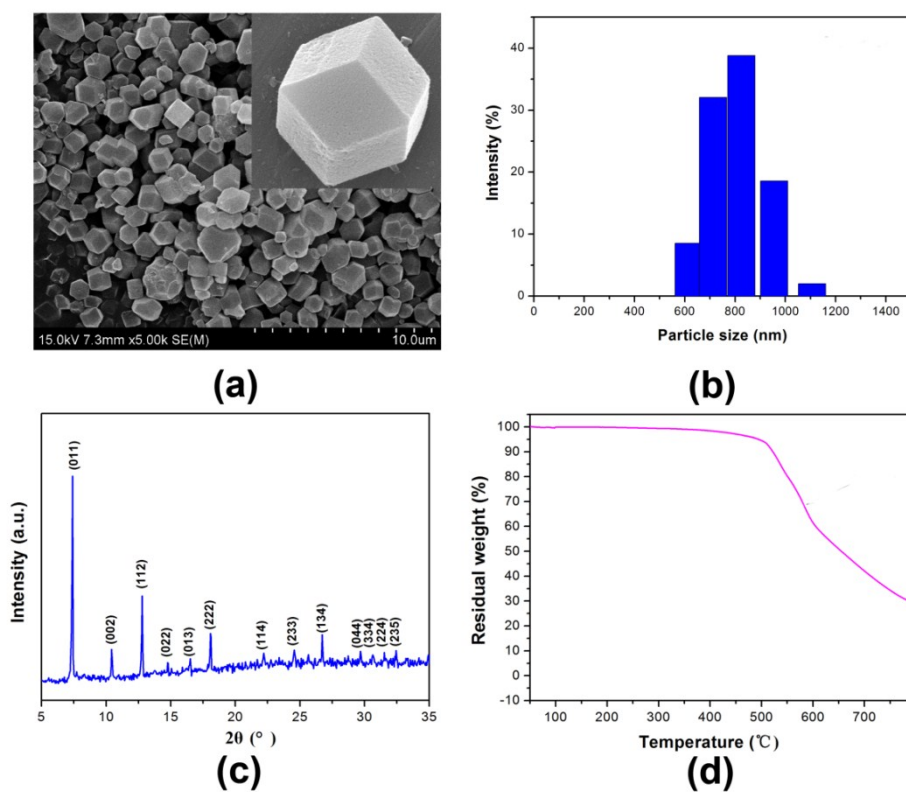 15.0kV 7.3mm x5.00k SE(M)
10.0um
(a)
Intensity (%)
40
30
20
10
0
0 200 400 600 800 1000 1200 1400
Particle size (nm)
(b)
Intensity (a.u.)
(011)
(002)
(112)
(022)
(013)
(222)
(114)
(233)
(134)
(044)
(334)
(224)
(235)
5 10 15 20 25 30 35
2θ (°)
(c)
Residual weight (%)
100
90
80
70
60
50
40
30
20
10
0
-10
100 200 300 400 500 600 700
Temperature (℃)
(d)